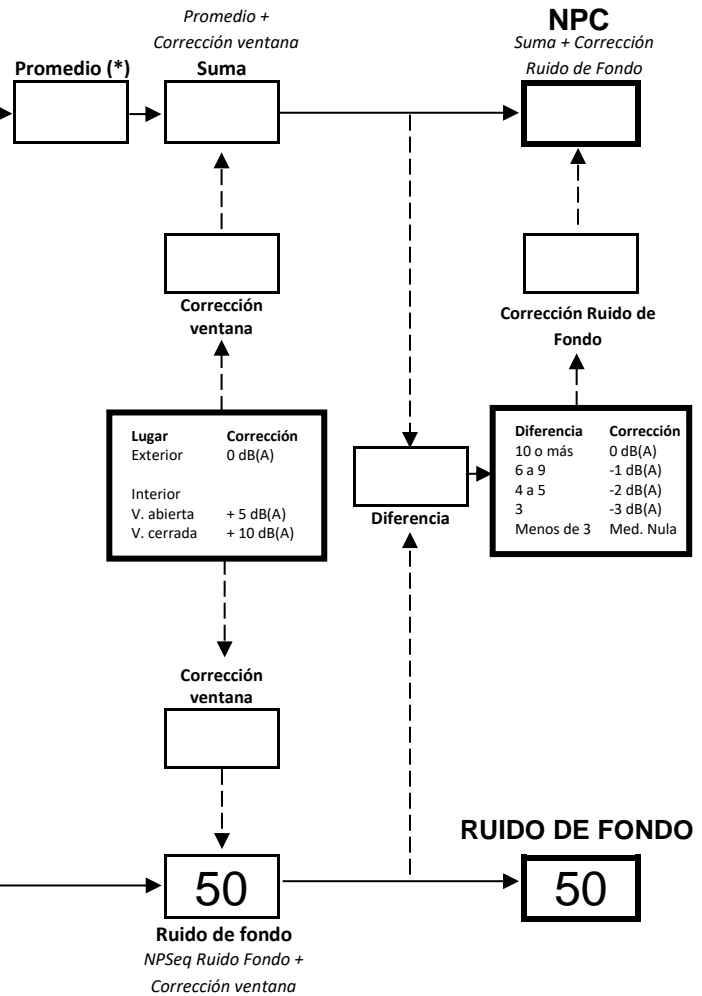 Promedio +
Corrección ventana
NPC
Suma + Corrección
Ruido de Fondo
Promedio (*)
Suma
Corrección
ventana
Corrección Ruido de
Fondo
Lugar Corrección
Exterior 0 dB(A)
Interior
V. abierta + 5 dB(A)
V. cerrada + 10 dB(A)
Diferencia
Diferencia Corrección
10 o más 0 dB(A)
6 a 9 -1 dB(A)
4 a 5 -2 dB(A)
3 -3 dB(A)
Menos de 3 Med. Nula
Corrección
ventana
RUIDO DE FONDO
50
50
Ruido de fondo
NPSeq Ruido Fondo +
Corrección ventana